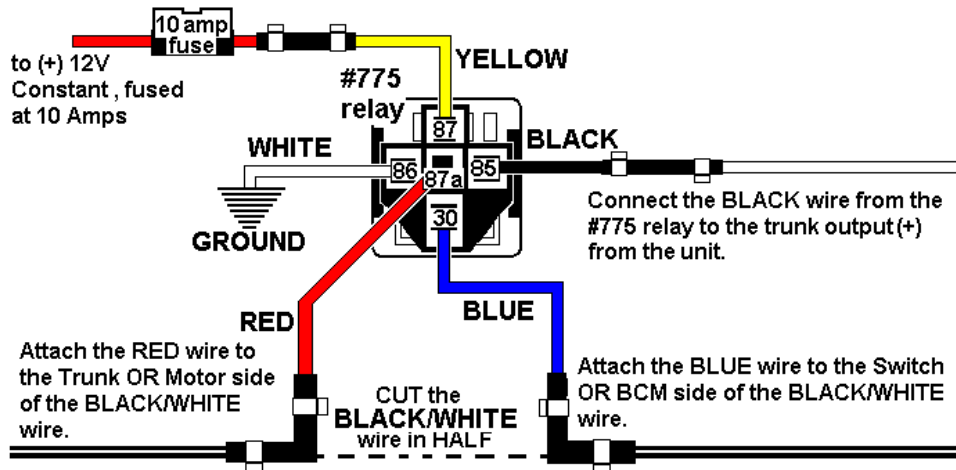 10 amp
fuse
to (+) 12V
Constant , fused
at 10 Amps
YELLOW
#775
relay
87
WHITE
BLACK
86
87a
85
30
GROUND
Connect the BLACK wire from the
#775 relay to the trunk output (+)
from the unit.
RED
BLUE
Attach the RED wire to
the Trunk OR Motor side
of the BLACK/WHITE
wire.
CUT the
BLACK/WHITE
wire in HALF
Attach the BLUE wire to the Switch
OR BCM side of the BLACK/WHITE
wire.